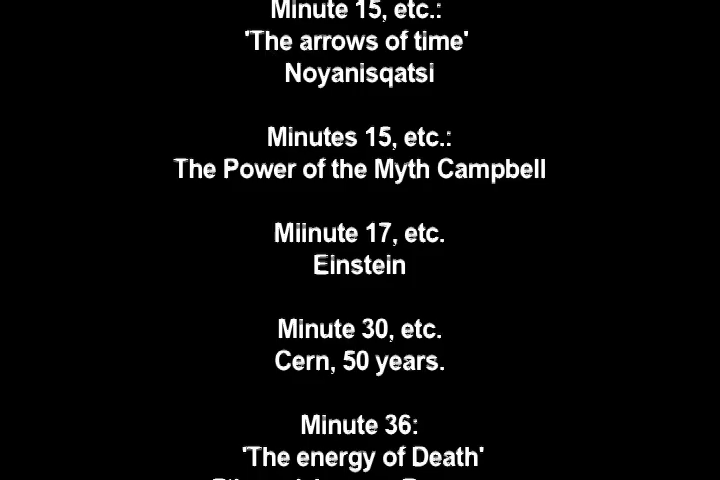 Minute 15, etc.:
'The arrows of time'
Noyanisqatsi
Minutes 15, etc.:
The Power of the Myth Campbell
Miinute 17, etc.
Einstein
Minute 30, etc.
Cern, 50 years.
Minute 36:
'The energy of Death'